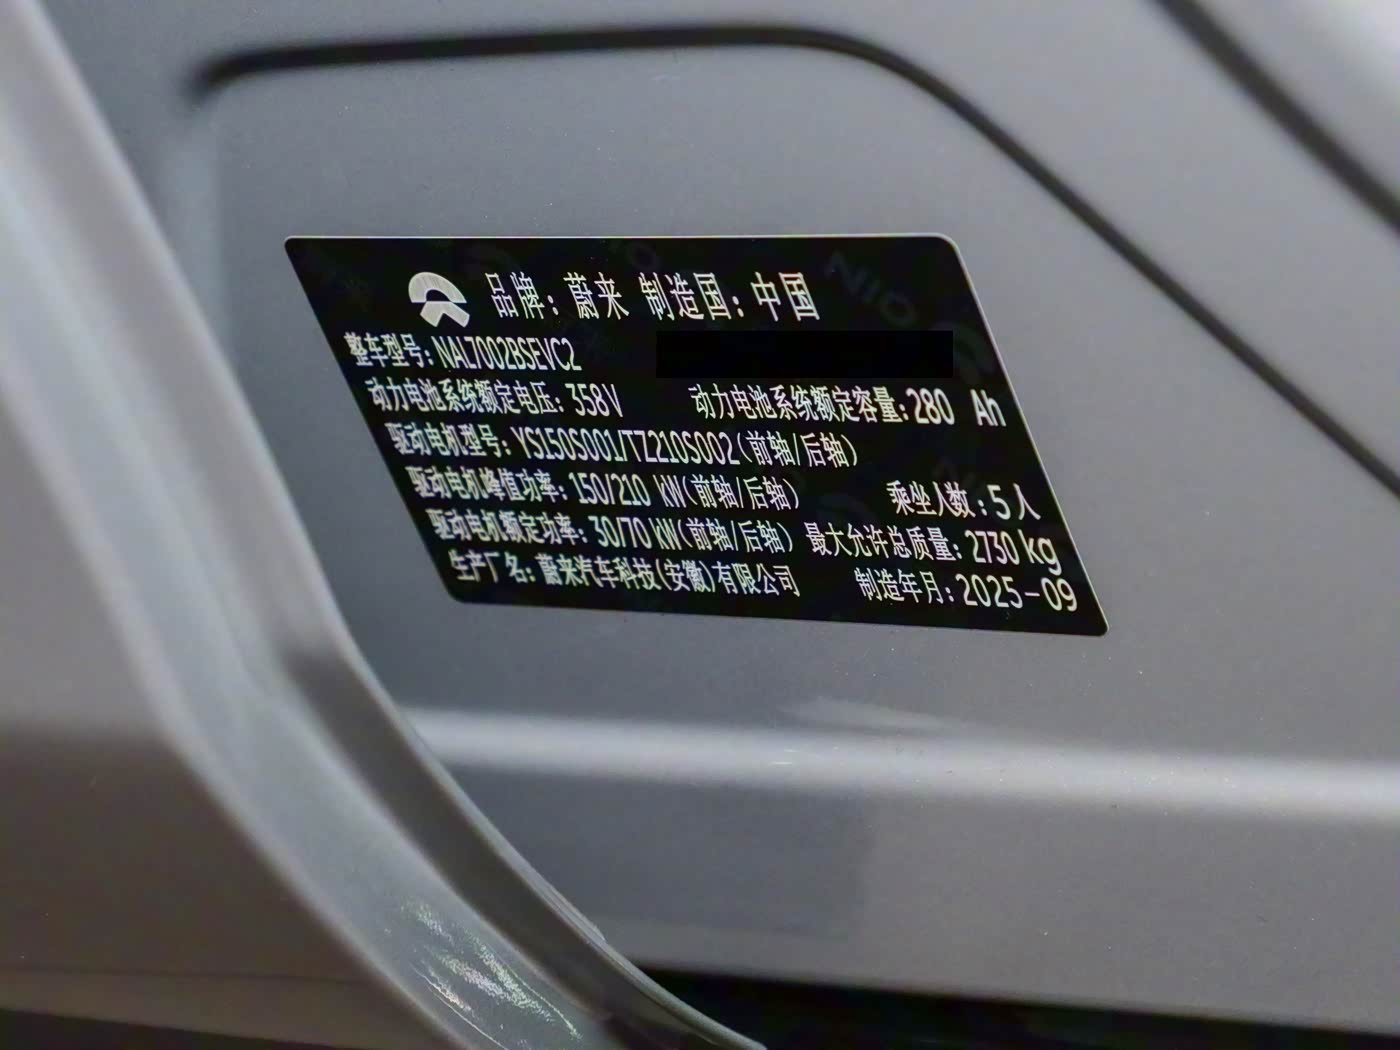 品牌：蔚来 制造国：中国
整车型号：NAL7002BSEVC2
动力电池系统额定电压：358V 动力电池系统额定容量：280 Ah
驱动电机型号：YS150S001/TZ210S002(前轴/后轴)
驱动电机峰值功率：150/210 kW(前轴/后轴) 乘坐人数：5人
驱动电机额定功率：30/70 kW(前轴/后轴) 最大允许总质量：2730 kg
生产厂名：蔚来汽车科技(安徽)有限公司 制造年月：2025-09
NIO